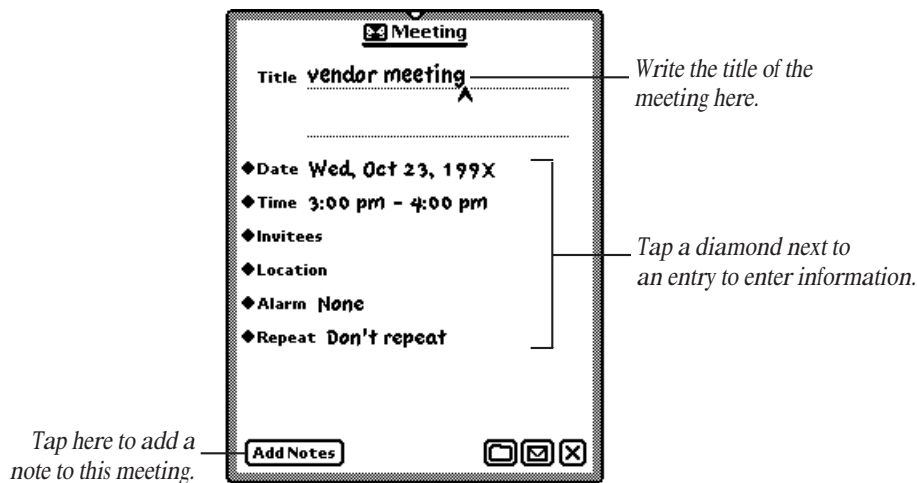 Meeting
Title vendor meeting
Write the title of the
meeting here.
◆Date Wed, Oct 23, 199X
◆Time 3:00 pm – 4:00 pm
◆Invitees
◆Location
◆Alarm None
◆Repeat Don't repeat
Tap a diamond next to
an entry to enter information.
Tap here to add a
note to this meeting.
Add Notes